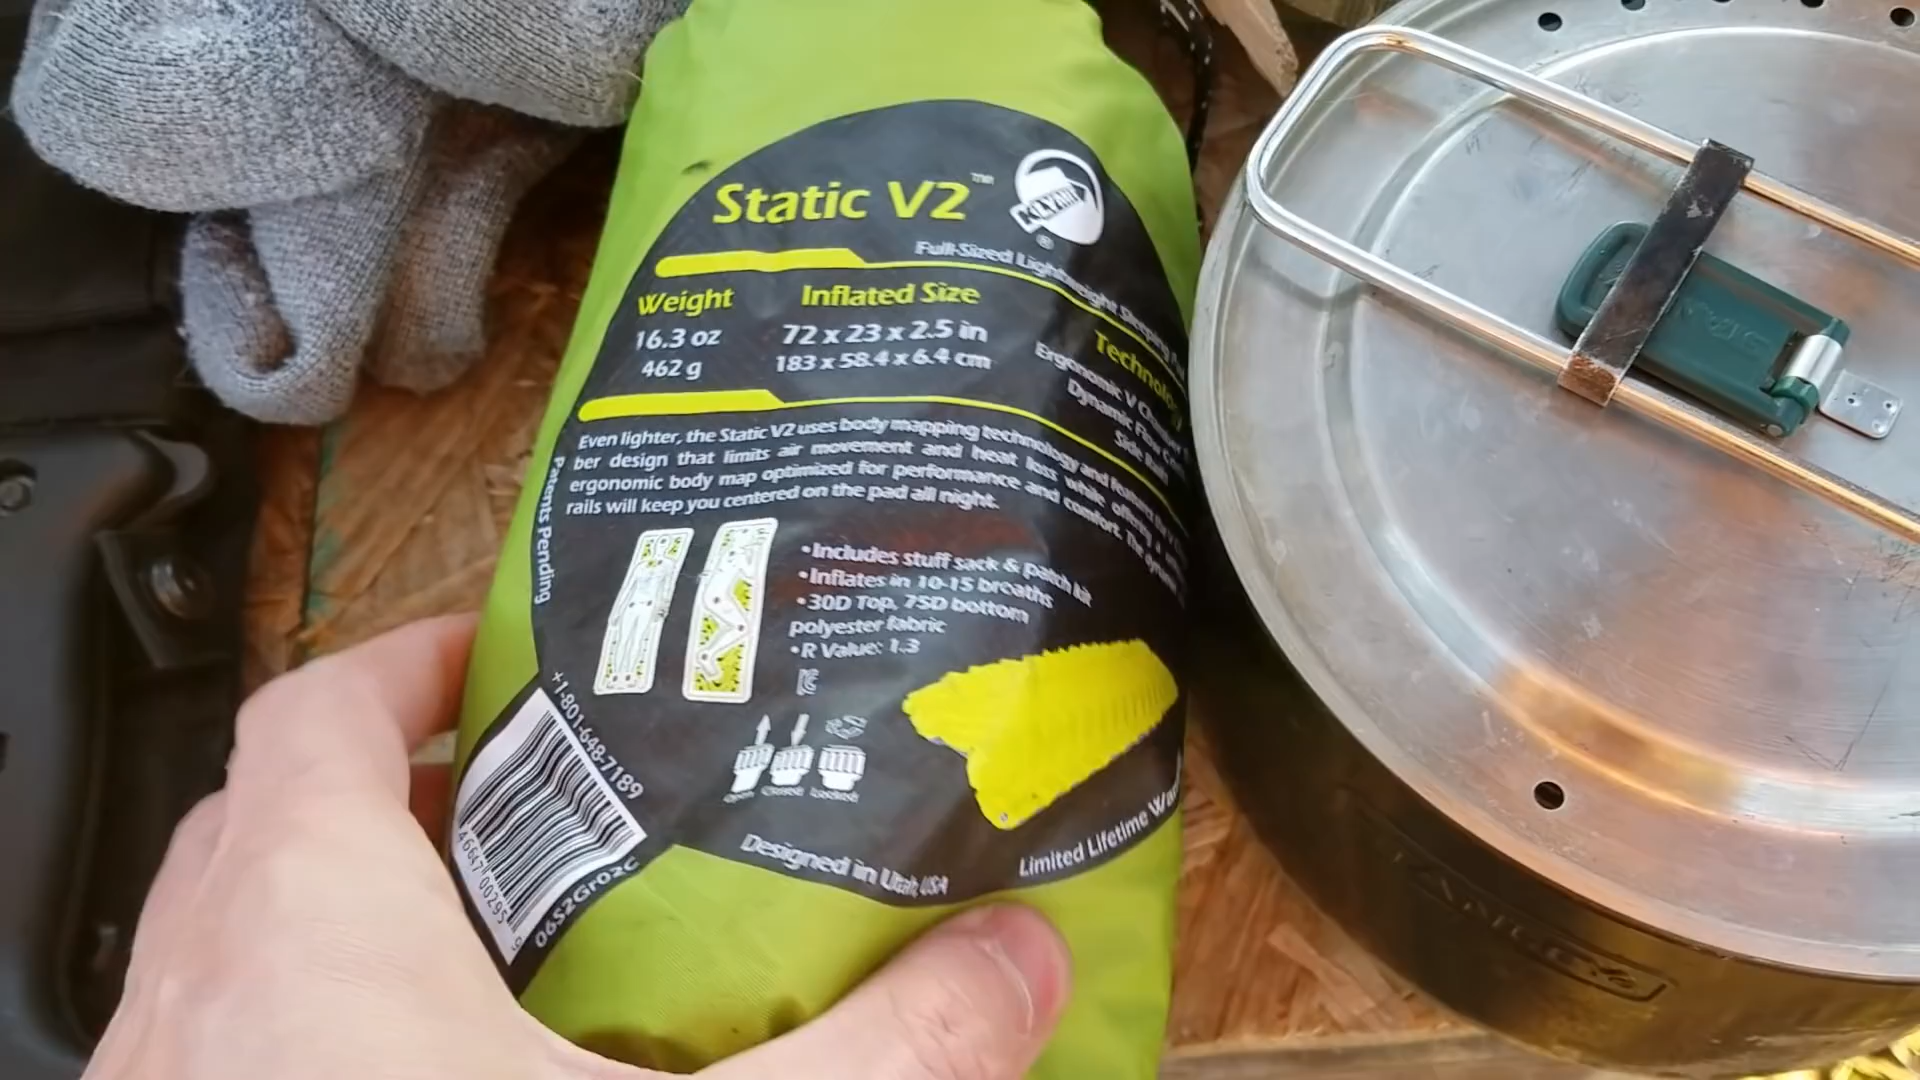 Static V2™
KLYMIT
®
Full-Sized Lightweight Sleeping
Weight
16.3 oz
462 g
Inflated Size
72 x 23 x 2.5 in
183 x 58.4 x 6.4 cm
Technology
Ergonomic V
Dynamic Flow
Side Rails
Even lighter, the Static V2 uses body mapping technology and
ber design that limits air movement and heat loss while offering a
ergonomic body map optimized for performance and comfort. The
rails will keep you centered on the pad all night.
Patents Pending
•Includes stuff sack & patch kit
•Inflates in 10-15 breaths
•30D Top, 75D bottom
polyester fabric
•R Value: 1.3
Open
+1-801-648-7189
06S2Gr02C
Designed in Utah, USA
Limited Lifetime
STANLEY